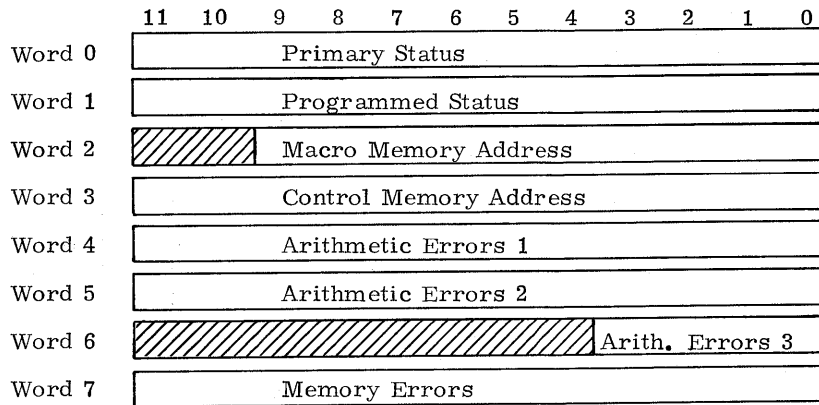 11 10 9 8 7 6 5 4 3 2 1 0
Word 0 Primary Status
Word 1 Programmed Status
Word 2 Macro Memory Address
Word 3 Control Memory Address
Word 4 Arithmetic Errors 1
Word 5 Arithmetic Errors 2
Word 6 Arith. Errors 3
Word 7 Memory Errors